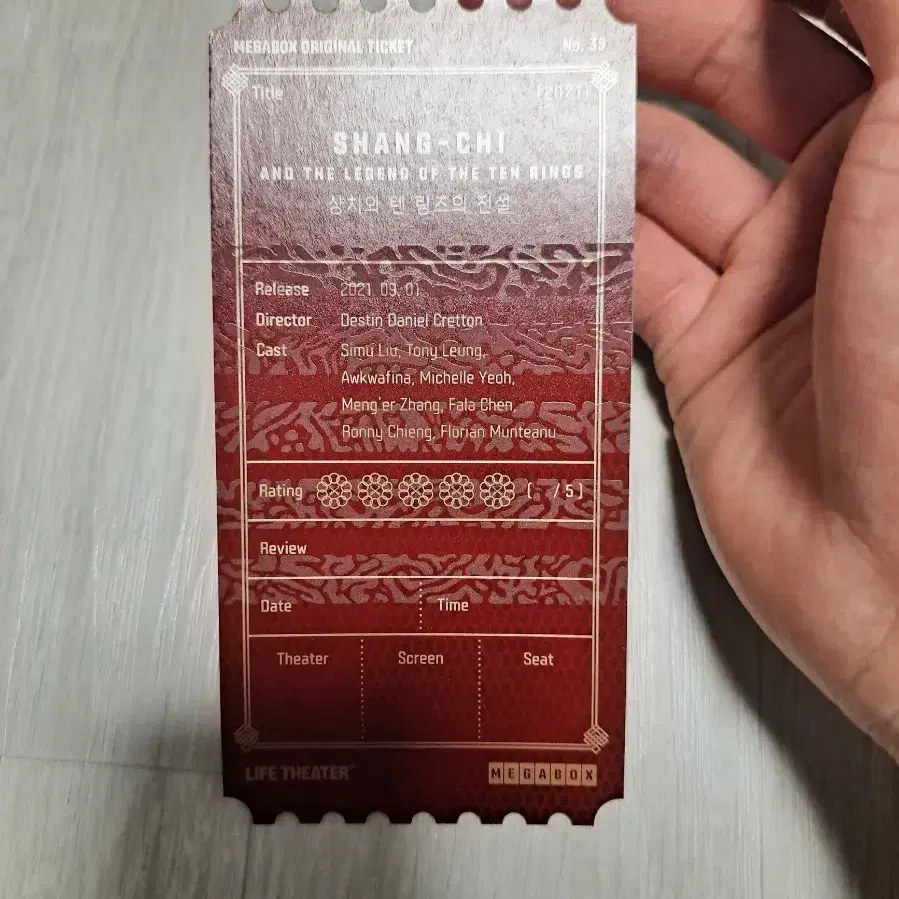 MEGABOX ORIGINAL TICKET No. 39
Title [2021]
SHANG-CHI
AND THE LEGEND OF THE TEN RINGS
샹치와 텐 링즈의 전설
Release 2021. 09. 01
Director Destin Daniel Cretton
Cast Simu Liu, Tony Leung,
Awkwafina, Michelle Yeoh,
Meng'er Zhang, Fala Chen,
Ronny Chieng, Florian Munteanu
Rating [ / 5 ]
Review
Date Time
Theater Screen Seat
LIFE THEATER™ MEGABOX